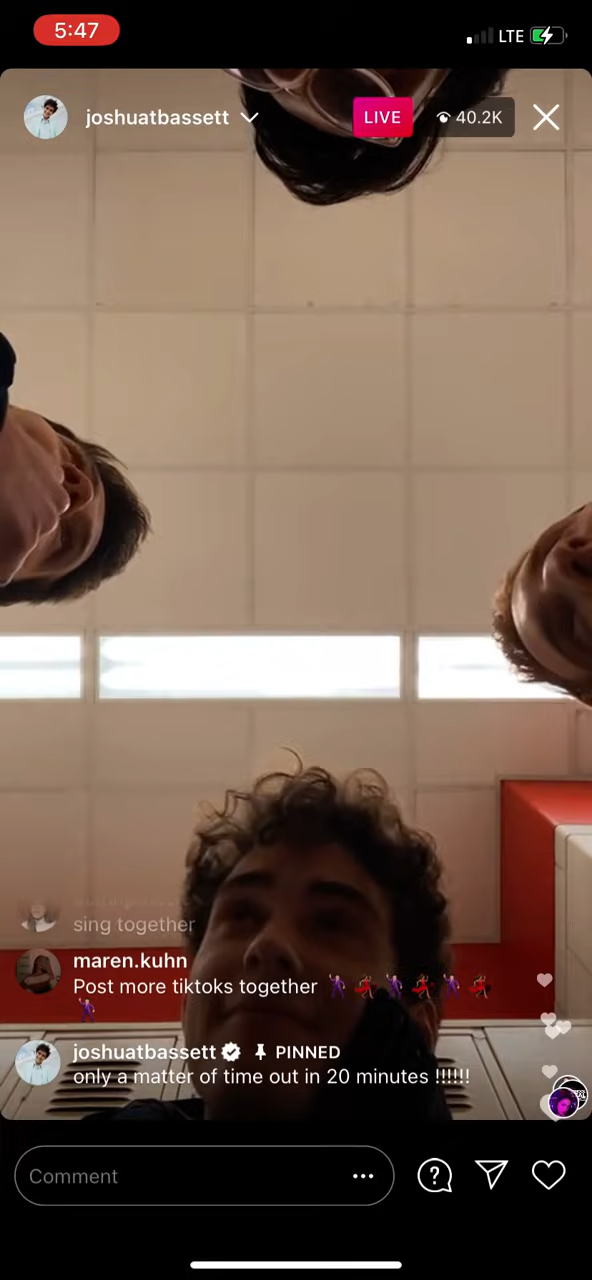 5:47
LTE
joshuatbassett
LIVE
40.2K
sing together
maren.kuhn
Post more tiktoks together 🕺🏻💃🕺🏻💃🕺🏻💃
🕺🏻
joshuatbassett PINNED
only a matter of time out in 20 minutes !!!!!!
Comment